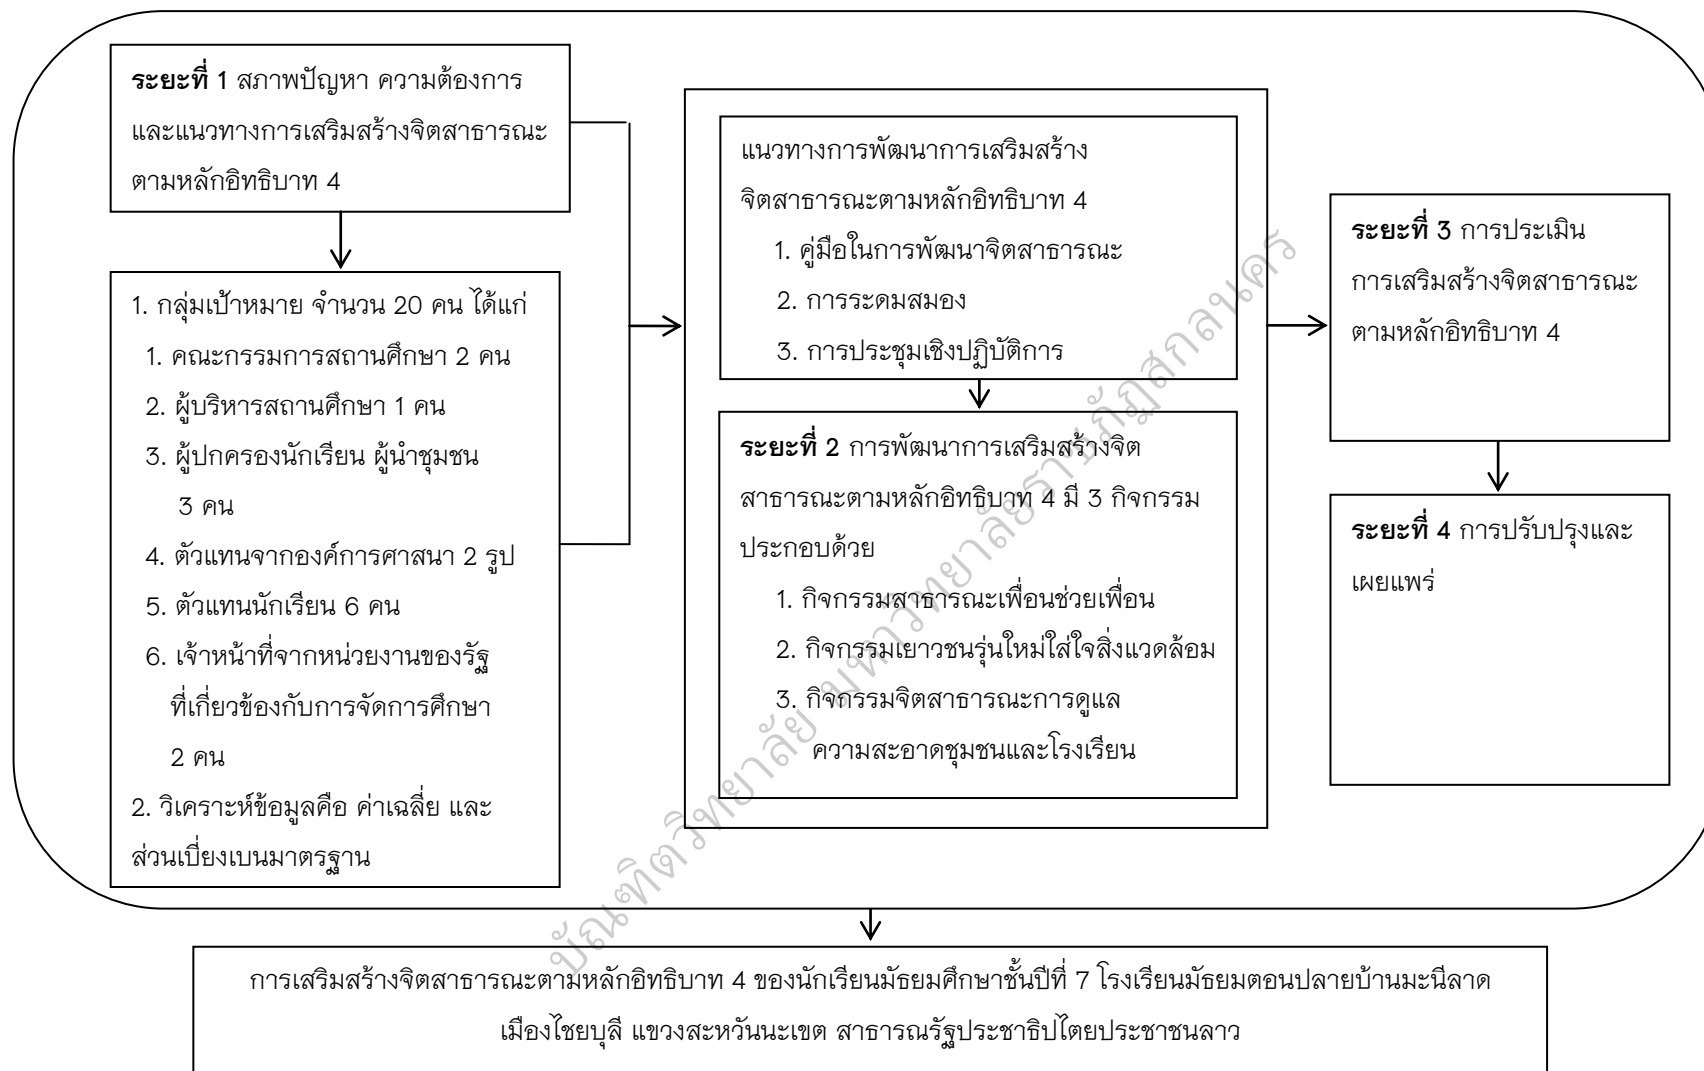 ระยะที่ 1 สภาพปัญหา ความต้องการ
และแนวทางการเสริมสร้างจิตสาธารณะ
ตามหลักอิทธิบาท 4
1. กลุ่มเป้าหมาย จำนวน 20 คน ได้แก่
1. คณะกรรมการสถานศึกษา 2 คน
2. ผู้บริหารสถานศึกษา 1 คน
3. ผู้ปกครองนักเรียน ผู้นำชุมชน
3 คน
4. ตัวแทนจากองค์การศาสนา 2 รูป
5. ตัวแทนนักเรียน 6 คน
6. เจ้าหน้าที่จากหน่วยงานของรัฐ
ที่เกี่ยวข้องกับการจัดการศึกษา
2 คน
2. วิเคราะห์ข้อมูลคือ ค่าเฉลี่ย และ
ส่วนเบี่ยงเบนมาตรฐาน
แนวทางการพัฒนาการเสริมสร้าง
จิตสาธารณะตามหลักอิทธิบาท 4
1. คู่มือในการพัฒนาจิตสาธารณะ
2. การระดมสมอง
3. การประชุมเชิงปฏิบัติการ
ระยะที่ 2 การพัฒนาการเสริมสร้างจิต
สาธารณะตามหลักอิทธิบาท 4 มี 3 กิจกรรม
ประกอบด้วย
1. กิจกรรมสาธารณะเพื่อนช่วยเพื่อน
2. กิจกรรมเยาวชนรุ่นใหม่ใส่ใจสิ่งแวดล้อม
3. กิจกรรมจิตสาธารณะการดูแล
ความสะอาดชุมชนและโรงเรียน
ระยะที่ 3 การประเมิน
การเสริมสร้างจิตสาธารณะ
ตามหลักอิทธิบาท 4
ระยะที่ 4 การปรับปรุงและ
เผยแพร่
บัณฑิตวิทยาลัย มหาวิทยาลัยราชภัฏสกลนคร
การเสริมสร้างจิตสาธารณะตามหลักอิทธิบาท 4 ของนักเรียนมัธยมศึกษาชั้นปีที่ 7 โรงเรียนมัธยมตอนปลายบ้านมะนีลาด
เมืองไชยบุลี แขวงสะหวันนะเขต สาธารณรัฐประชาธิปไตยประชาชนลาว